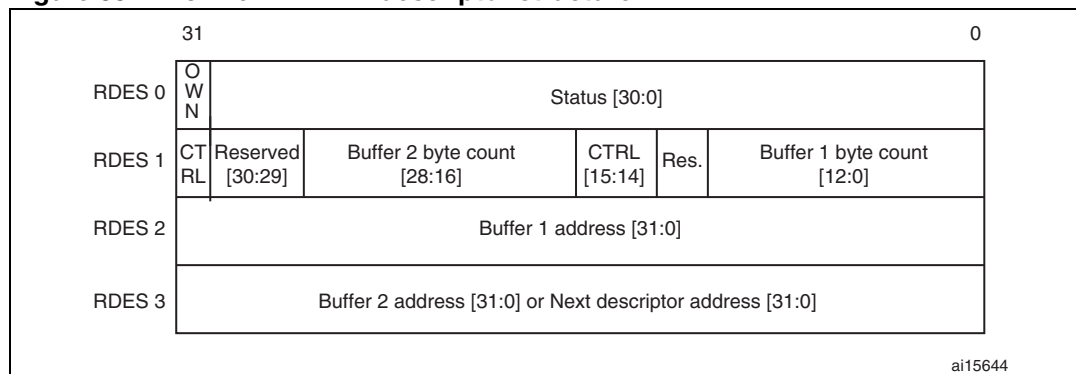 31 0
RDES 0
O
W
N
Status [30:0]
RDES 1
CT
RL
Reserved
[30:29]
Buffer 2 byte count
[28:16]
CTRL
[15:14]
Res.
Buffer 1 byte count
[12:0]
RDES 2
Buffer 1 address [31:0]
RDES 3
Buffer 2 address [31:0] or Next descriptor address [31:0]
ai15644